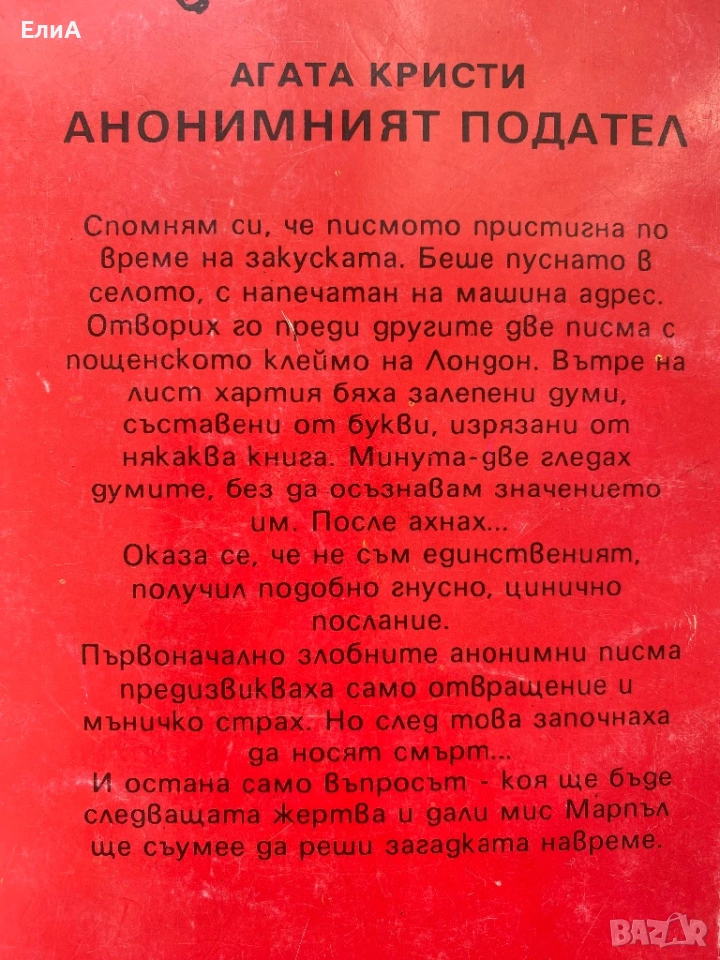 ЕлиА
АГАТА КРИСТИ
АНОНИМНИЯТ ПОДАТЕЛ
Спомням си, че писмото пристигна по
време на закуската. Беше пуснато в
селото, с напечатан на машина адрес.
Отворих го преди другите две писма с
пощенското клеймо на Лондон. Вътре на
лист хартия бяха залепени думи,
съставени от букви, изрязани от
някаква книга. Минута-две гледах
думите, без да осъзнавам значението
им. После ахнах...
Оказа се, че не съм единственият,
получил подобно гнусно, цинично
послание.
Първоначално злобните анонимни писма
предизвикваха само отвращение и
мъничко страх. Но след това започнаха
да носят смърт...
И остана само въпросът - коя ще бъде
следващата жертва и дали мис Марпъл
ще съумее да реши загадката навреме.
BAZAR